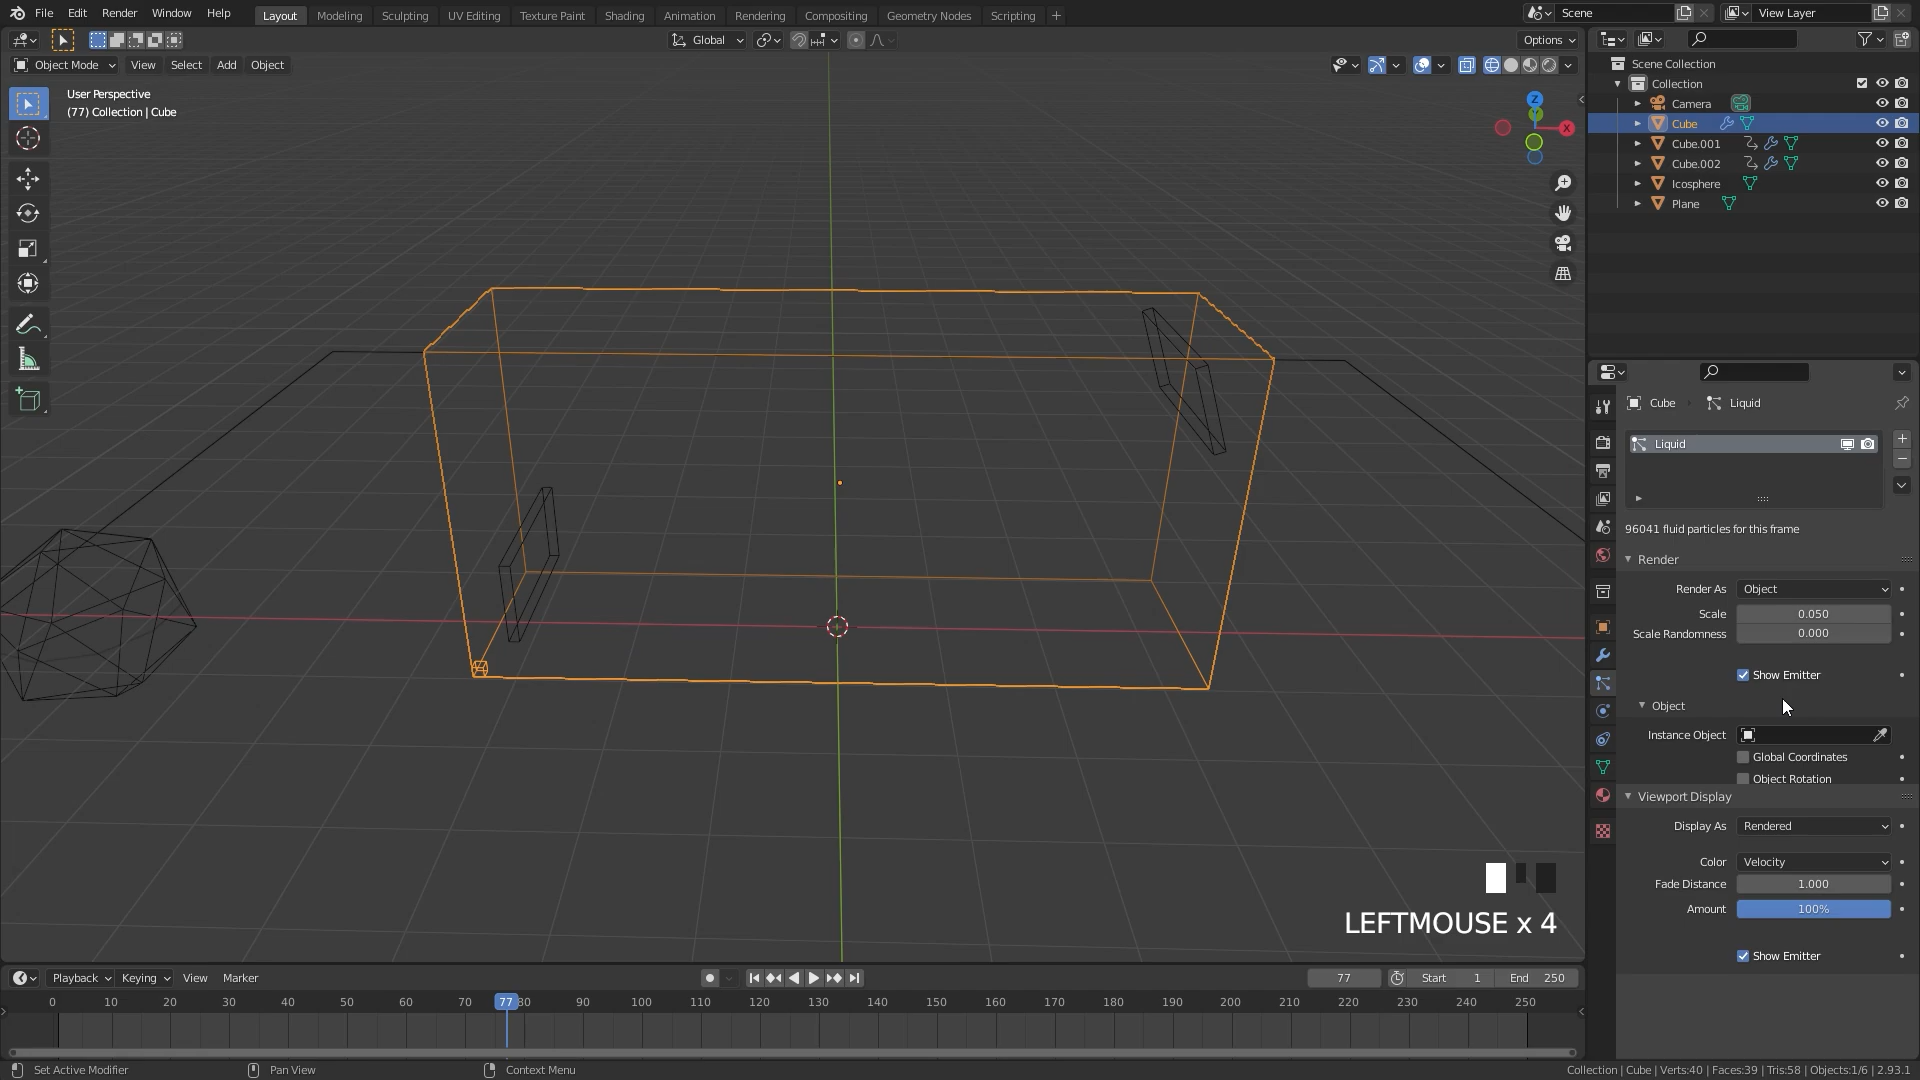 File Edit Render Window Help Layout Modeling Sculpting UV Editing Texture Paint Shading Animation Rendering Compositing Geometry Nodes Scripting + Scene View Layer
Global Options
Object Mode View Select Add Object
User Perspective
(77) Collection | Cube
Z
X
Scene Collection
Collection
Camera
Cube
Cube.001
Cube.002
Icosphere
Plane
Cube Liquid
Liquid
96041 fluid particles for this frame
Render
Render As Object
Scale 0.050
Scale Randomness 0.000
Show Emitter
Object
Instance Object
Global Coordinates
Object Rotation
Viewport Display
Display As Rendered
Color Velocity
Fade Distance 1.000
Amount 100%
Show Emitter
LEFTMOUSE x 4
Playback Keying View Marker 77 Start 1 End 250
0 10 20 30 40 50 60 70 77 80 90 100 110 120 130 140 150 160 170 180 190 200 210 220 230 240 250
Set Active Modifier Pan View Context Menu Collection | Cube | Verts:40 | Faces:39 | Tris:58 | Objects:1/6 | 2.93.1